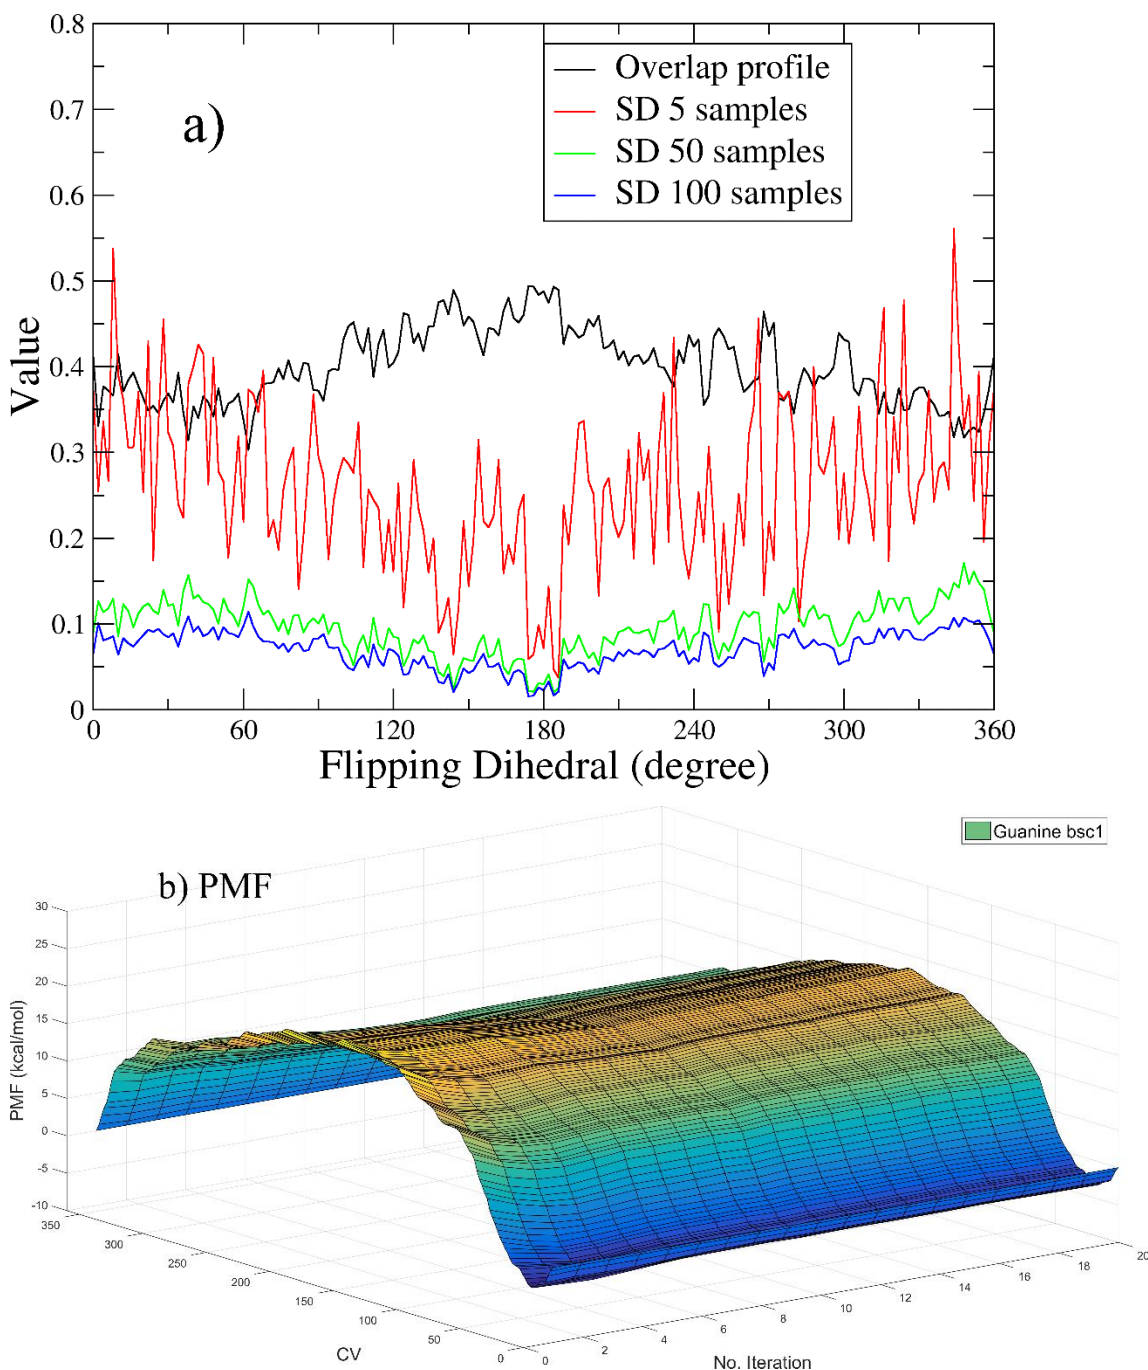 0.8
0.7
0.6
0.5
0.4
0.3
0.2
0.1
0
Value
a)
Overlap profile
SD 5 samples
SD 50 samples
SD 100 samples
0 60 120 180 240 300 360
Flipping Dihedral (degree)
Guanine bsc1
b) PMF
30
25
20
15
10
5
0
-5
-10
PMF (kcal/mol)
350
300
250
200
150
100
50
0
CV
0
2
4
6
8
10
12
14
16
18
20
No. Iteration